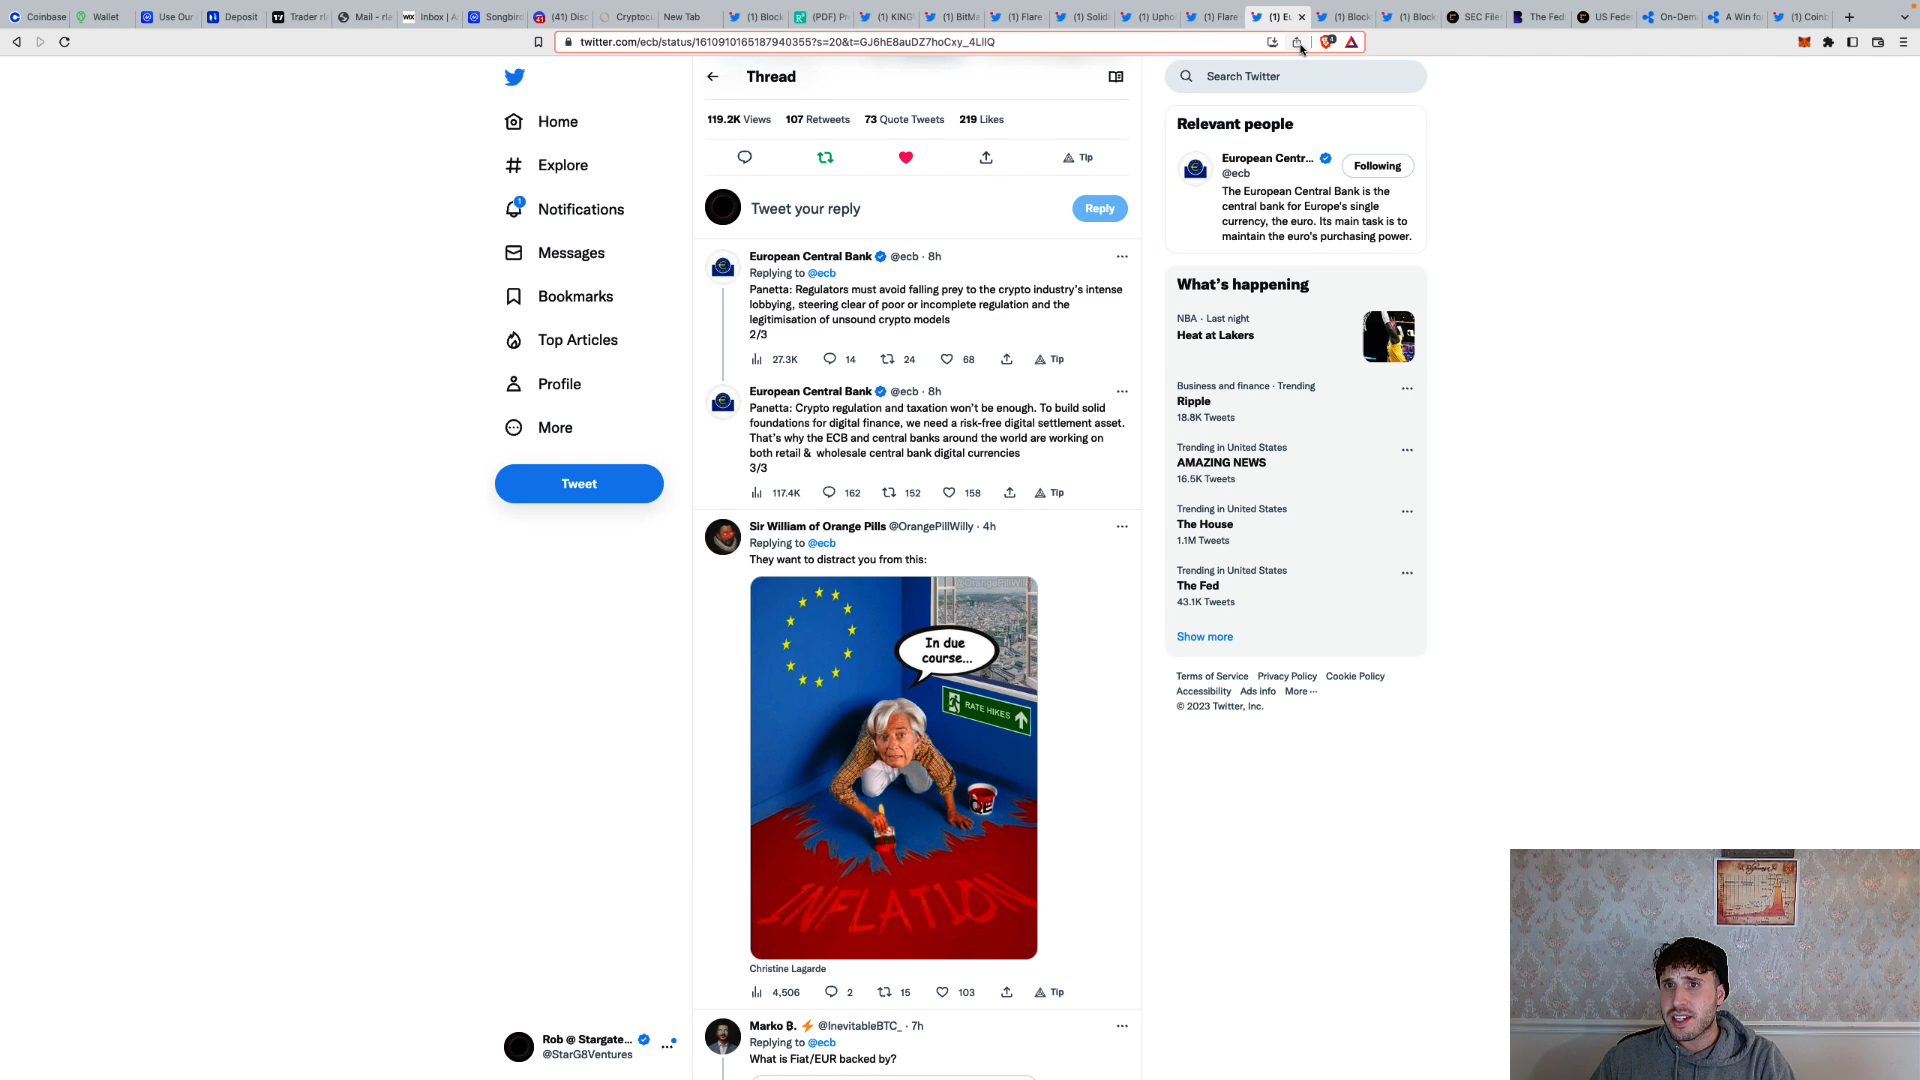 Coinbase
Wallet
Use Our
Deposit
Trader
Mail - rla
Inbox | A
Songbird
(41) Disc
Cryptocu
New Tab
(1) Block
(PDF) Pr
(1) KING
(1) BitMa
(1) Flare
(1) Solid
(1) Upho
(1) Flare
(1) Eu
(1) Block
(1) Block
SEC Files
The Fed:
US Fede
On-Dem
A Win fo
(1) Coinb
twitter.com/ecb/status/1610910165187940355?s=20&t=GJ6hE8auDZ7hoCxy_4LIlQ
Home
Explore
1
Notifications
Messages
Bookmarks
Top Articles
Profile
More
Tweet
Rob @ Stargate...
@StarG8Ventures
Thread
119.2K Views 107 Retweets 73 Quote Tweets 219 Likes
Tip
Tweet your reply
Reply
European Central Bank @ecb · 8h
Replying to @ecb
Panetta: Regulators must avoid falling prey to the crypto industry's intense
lobbying, steering clear of poor or incomplete regulation and the
legitimisation of unsound crypto models
2/3
27.3K 14 24 68 Tip
European Central Bank @ecb · 8h
Panetta: Crypto regulation and taxation won't be enough. To build solid
foundations for digital finance, we need a risk-free digital settlement asset.
That's why the ECB and central banks around the world are working on
both retail & wholesale central bank digital currencies
3/3
117.4K 162 152 158 Tip
Sir William of Orange Pills @OrangePillWilly · 4h
Replying to @ecb
They want to distract you from this:
@OrangePillWilly
In due
course...
RATE HIKES
QE
INFLATION
Christine Lagarde
4,506 2 15 103 Tip
Marko ₿. @InevitableBTC_ · 7h
Replying to @ecb
What is Fiat/EUR backed by?
Search Twitter
Relevant people
European Centr...
@ecb
Following
The European Central Bank is the
central bank for Europe's single
currency, the euro. Its main task is to
maintain the euro's purchasing power.
What's happening
NBA · Last night
Heat at Lakers
Business and finance · Trending
Ripple
18.8K Tweets
Trending in United States
AMAZING NEWS
16.5K Tweets
Trending in United States
The House
1.1M Tweets
Trending in United States
The Fed
43.1K Tweets
Show more
Terms of Service Privacy Policy Cookie Policy
Accessibility Ads info More ···
© 2023 Twitter, Inc.